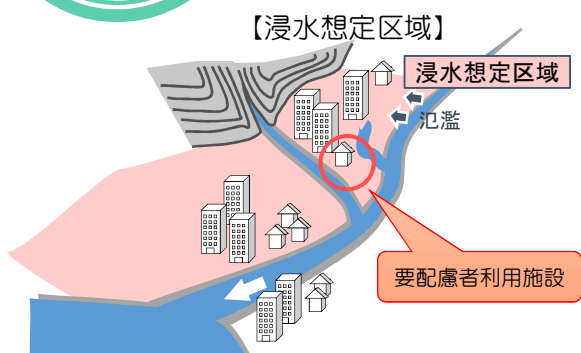 【浸水想定区域】
浸水想定区域
氾濫
要配慮者利用施設